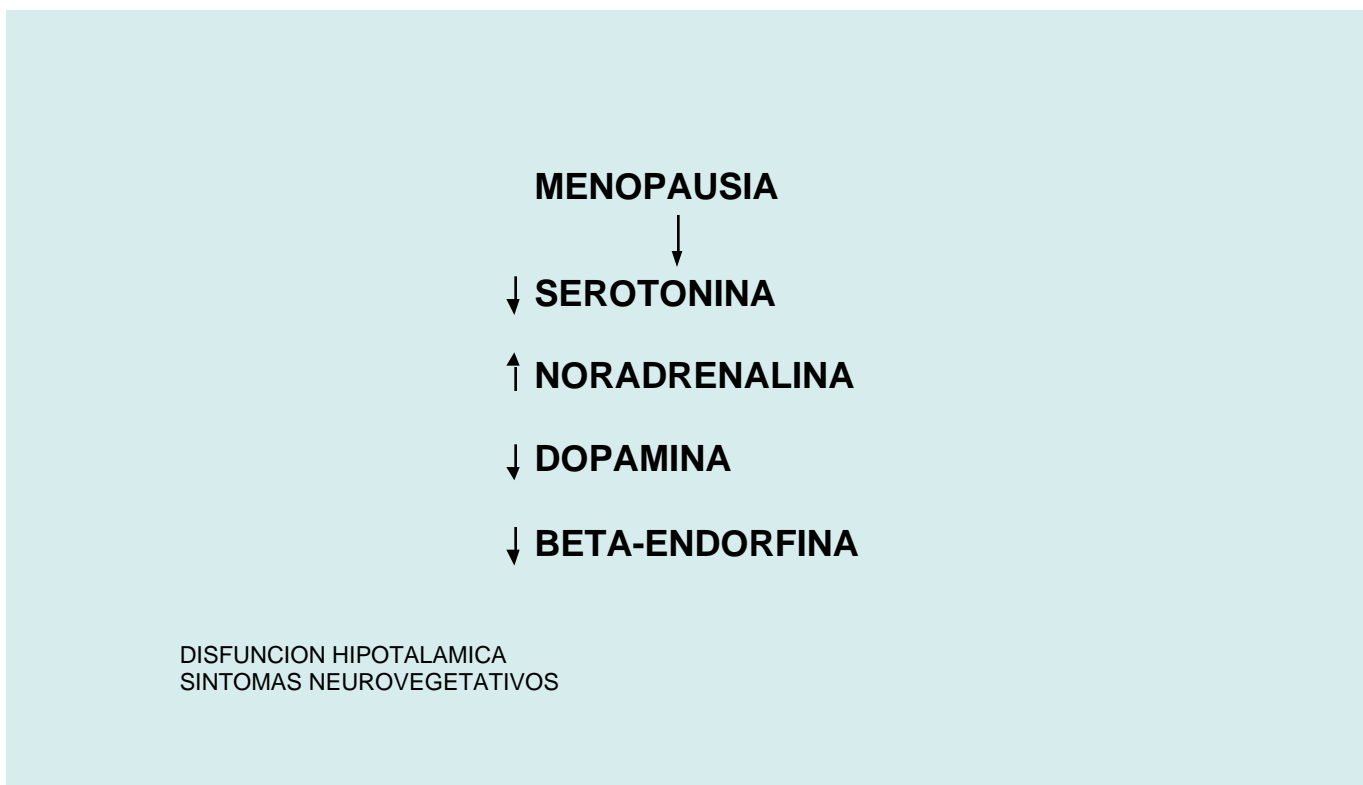 MENOPAUSIA
↓ SEROTONINA
↑ NORADRENALINA
↓ DOPAMINA
↓ BETA-ENDORFINA
DISFUNCION HIPOTALAMICA
SINTOMAS NEUROVEGETATIVOS